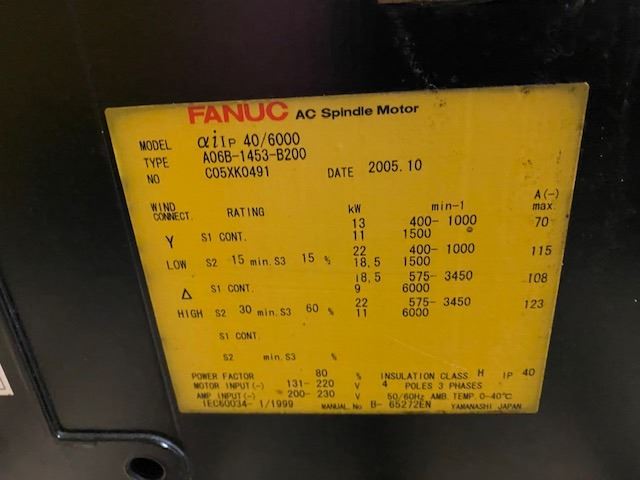 FANUC AC Spindle Motor
MODEL αi IP 40/6000
TYPE A06B-1453-B200
NO C05XK0491 DATE 2005.10
WIND CONNECT. RATING kW min-1 A(~) max.
13 400- 1000 70
Y S1 CONT. 11 1500
22 400- 1000 115
LOW S2 15 min. S3 15 % 18,5 1500
18,5 575- 3450 108
Δ S1 CONT. 9 6000
22 575- 3450 123
HIGH S2 30 min. S3 60 % 11 6000
S1 CONT.
S2 min. S3 %
POWER FACTOR 80 % INSULATION CLASS H IP 40
MOTOR INPUT(~) 131- 220 V 4 POLES 3 PHASES
AMP INPUT(~) 200- 230 V 50/60Hz AMB. TEMP. 0-40℃
IEC60034- 1/1999 MANUAL No B- 65272EN YAMANASHI JAPAN